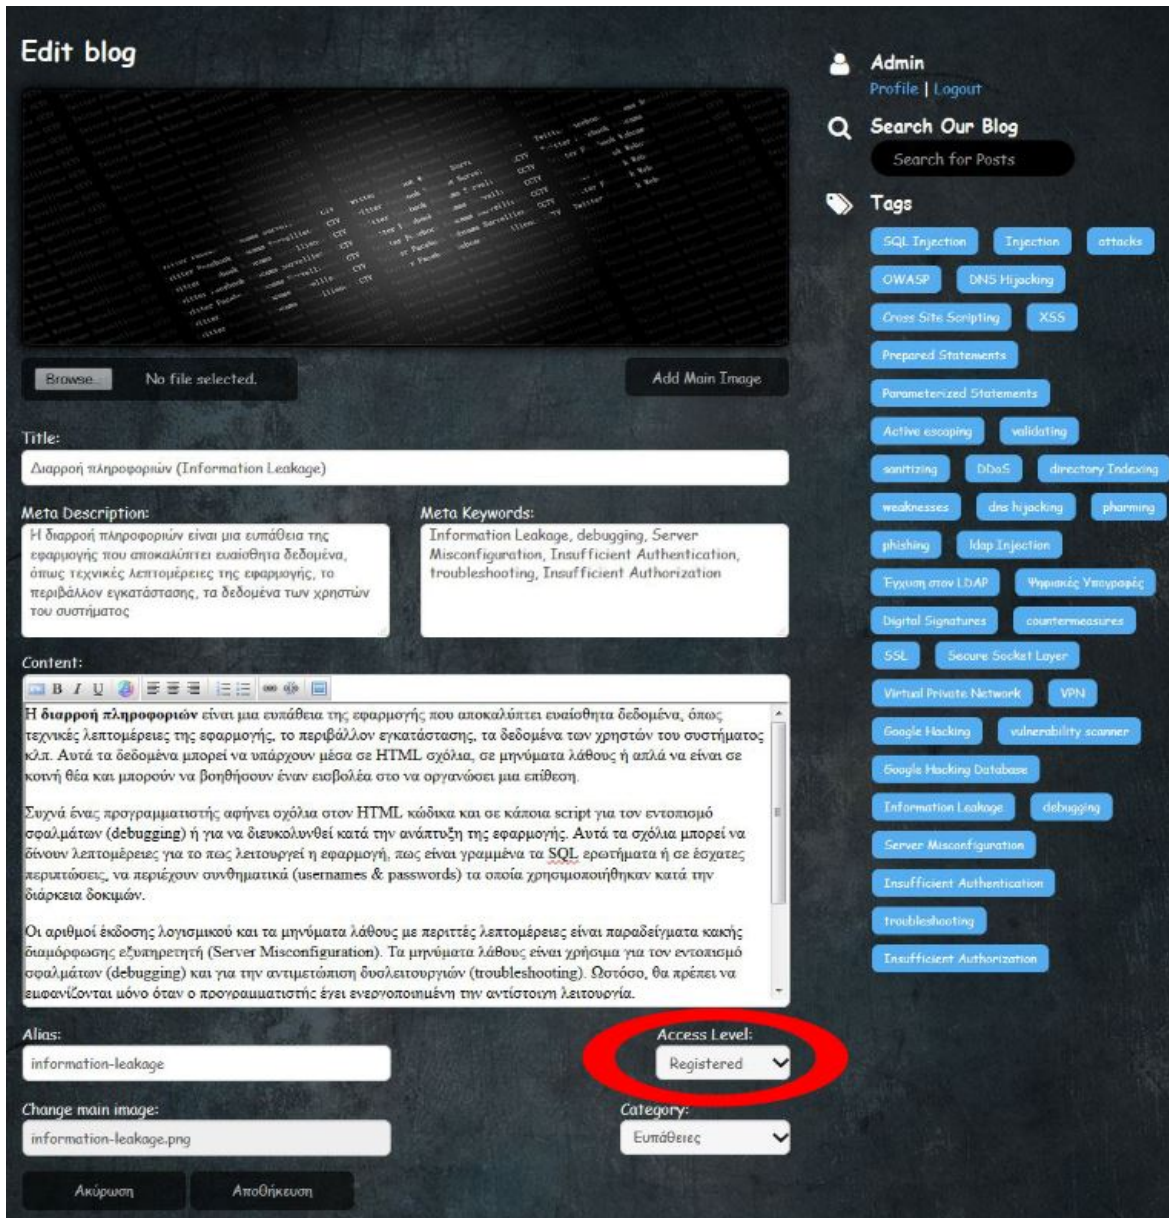 Edit blog
Browse... No file selected.
Add Main Image
Title:
Διαρροή πληροφοριών (Information Leakage)
Meta Description:
Η διαρροή πληροφοριών είναι μια ευπάθεια της
εφαρμογής που αποκαλύπτει ευαίσθητα δεδομένα,
όπως τεχνικές λεπτομέρειες της εφαρμογής, το
περιβάλλον εγκατάστασης, τα δεδομένα των χρηστών
του συστήματος
Meta Keywords:
Information Leakage, debugging, Server
Misconfiguration, Insufficient Authentication,
troubleshooting, Insufficient Authorization
Content:
B I U
Η διαρροή πληροφοριών είναι μια ευπάθεια της εφαρμογής που αποκαλύπτει ευαίσθητα δεδομένα, όπως
τεχνικές λεπτομέρειες της εφαρμογής, το περιβάλλον εγκατάστασης, τα δεδομένα των χρηστών του συστήματος
κλπ. Αυτά τα δεδομένα μπορεί να υπάρχουν μέσα σε HTML σχόλια, σε μηνύματα λάθους ή απλά να είναι σε
κοινή θέα και μπορούν να βοηθήσουν έναν εισβολέα στο να οργανώσει μια επίθεση.
Συχνά ένας προγραμματιστής αφήνει σχόλια στον HTML κώδικα και σε κάποια script για τον εντοπισμό
σφαλμάτων (debugging) ή για να διευκολυνθεί κατά την ανάπτυξη της εφαρμογής. Αυτά τα σχόλια μπορεί να
δίνουν λεπτομέρειες για το πως λειτουργεί η εφαρμογή, πως είναι γραμμένα τα SQL ερωτήματα ή σε έσχατες
περιπτώσεις, να περιέχουν συνθηματικά (usernames & passwords) τα οποία χρησιμοποιήθηκαν κατά την
διάρκεια δοκιμών.
Οι αριθμοί έκδοσης λογισμικού και τα μηνύματα λάθους με περιττές λεπτομέρειες είναι παραδείγματα κακής
διαμόρφωσης εξυπηρετητή (Server Misconfiguration). Τα μηνύματα λάθους είναι χρήσιμα για τον εντοπισμό
σφαλμάτων (debugging) και για την αντιμετώπιση δυσλειτουργιών (troubleshooting). Ωστόσο, θα πρέπει να
εμφανίζονται μόνο όταν ο προγραμματιστής έχει ενεργοποιημένη την αντίστοιχη λειτουργία.
Alias:
information-leakage
Access Level:
Registered
Change main image:
information-leakage.png
Category:
Ευπάθειες
Ακύρωση Αποθήκευση
Admin
Profile | Logout
Search Our Blog
Search for Posts
Tags
SQL Injection Injection attacks
OWASP DNS Hijacking
Cross Site Scripting XSS
Prepared Statements
Parameterized Statements
Active escaping validating
sanitizing DDoS directory Indexing
weaknesses dns hijacking pharming
phishing ldap Injection
Έγχυση στον LDAP Ψηφιακές Υπογραφές
Digital Signatures countermeasures
SSL Secure Socket Layer
Virtual Private Network VPN
Google Hacking vulnerability scanner
Google Hacking Database
Information Leakage debugging
Server Misconfiguration
Insufficient Authentication
troubleshooting
Insufficient Authorization